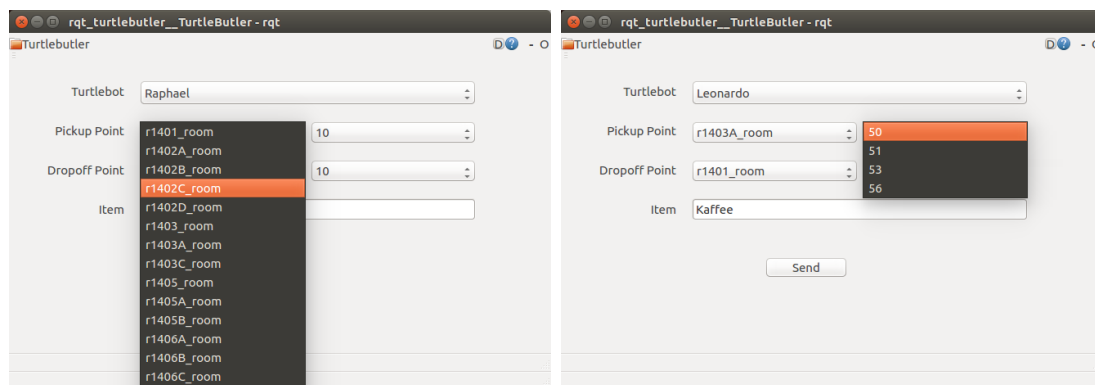 rqt_turtlebutler__TurtleButler - rqt
Turtlebutler D ? - O
Turtlebot Raphael
Pickup Point r1401_room 10
r1402A_room
Dropoff Point r1402B_room 10
r1402C_room
Item r1402D_room
r1403_room
r1403A_room
r1403C_room
r1405_room
r1405A_room
r1405B_room
r1406A_room
r1406B_room
r1406C_room
rqt_turtlebutler__TurtleButler - rqt
Turtlebutler D ? - O
Turtlebot Leonardo
Pickup Point r1403A_room 50
51
Dropoff Point r1401_room 53
56
Item Kaffee
Send